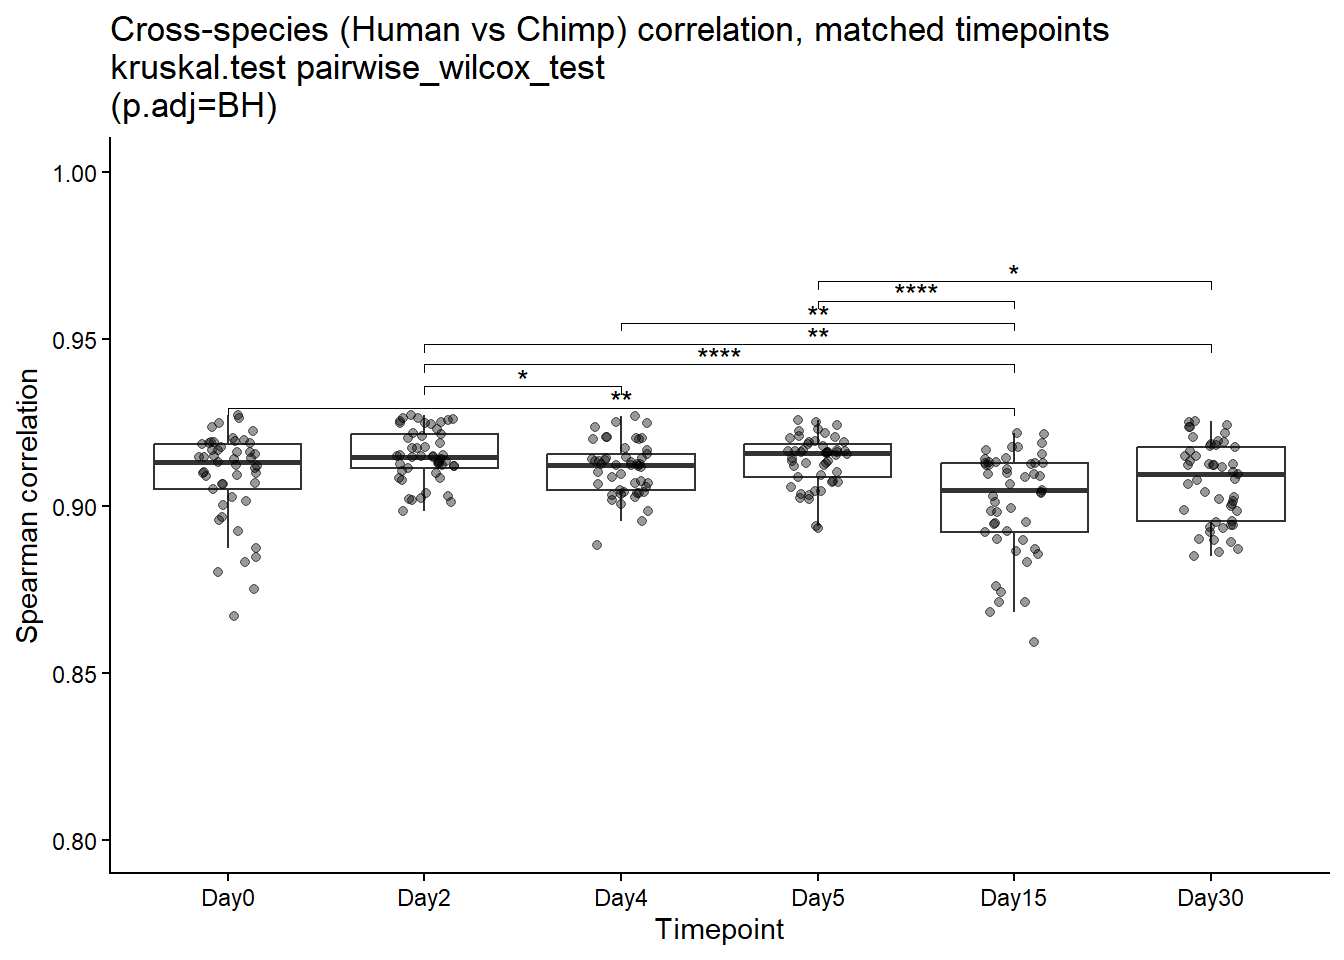 Cross-species (Human vs Chimp) correlation, matched timepoints
kruskal.test pairwise_wilcox_test
(p.adj=BH)
1.00
*
****
**
**
0.95
****
*
**
Spearman correlation
0.90
0.85
0.80
Day0 Day2 Day4 Day5 Day15 Day30
Timepoint